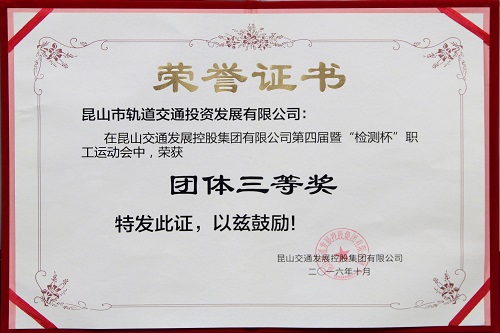 荣誉证书
昆山市轨道交通投资发展有限公司：
在昆山交通发展控股集团有限公司第四届暨“检测杯”职
工运动会中，荣获
团体三等奖
特发此证，以兹鼓励！
昆山交通发展控股集团有限公司
二〇一六年十月